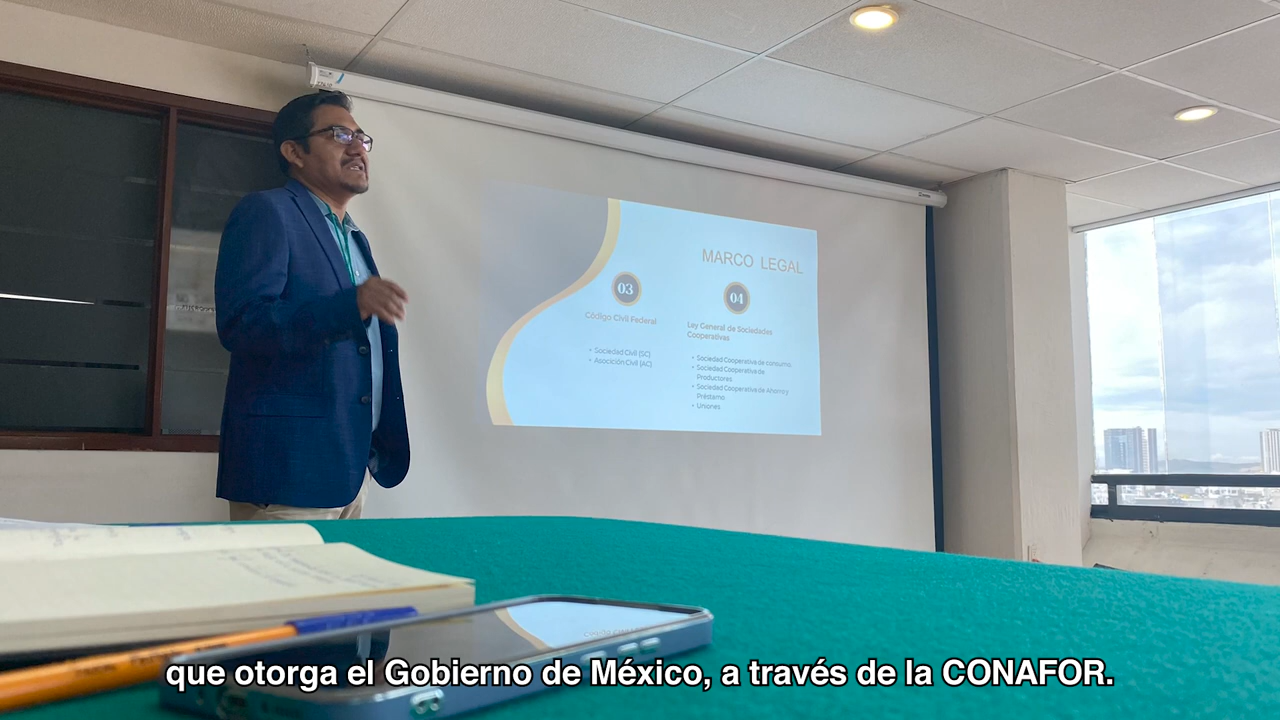 MARCO LEGAL
03
Código Civil Federal
• Sociedad Civil (SC)
• Asocición Civil (AC)
04
Ley General de Sociedades
Cooperativas
• Sociedad Cooperativa de consumo.
• Sociedad Cooperativa de
Productores
• Sociedad Cooperativa de Ahorro y
Préstamo
• Uniones
que otorga el Gobierno de México, a través de la CONAFOR.